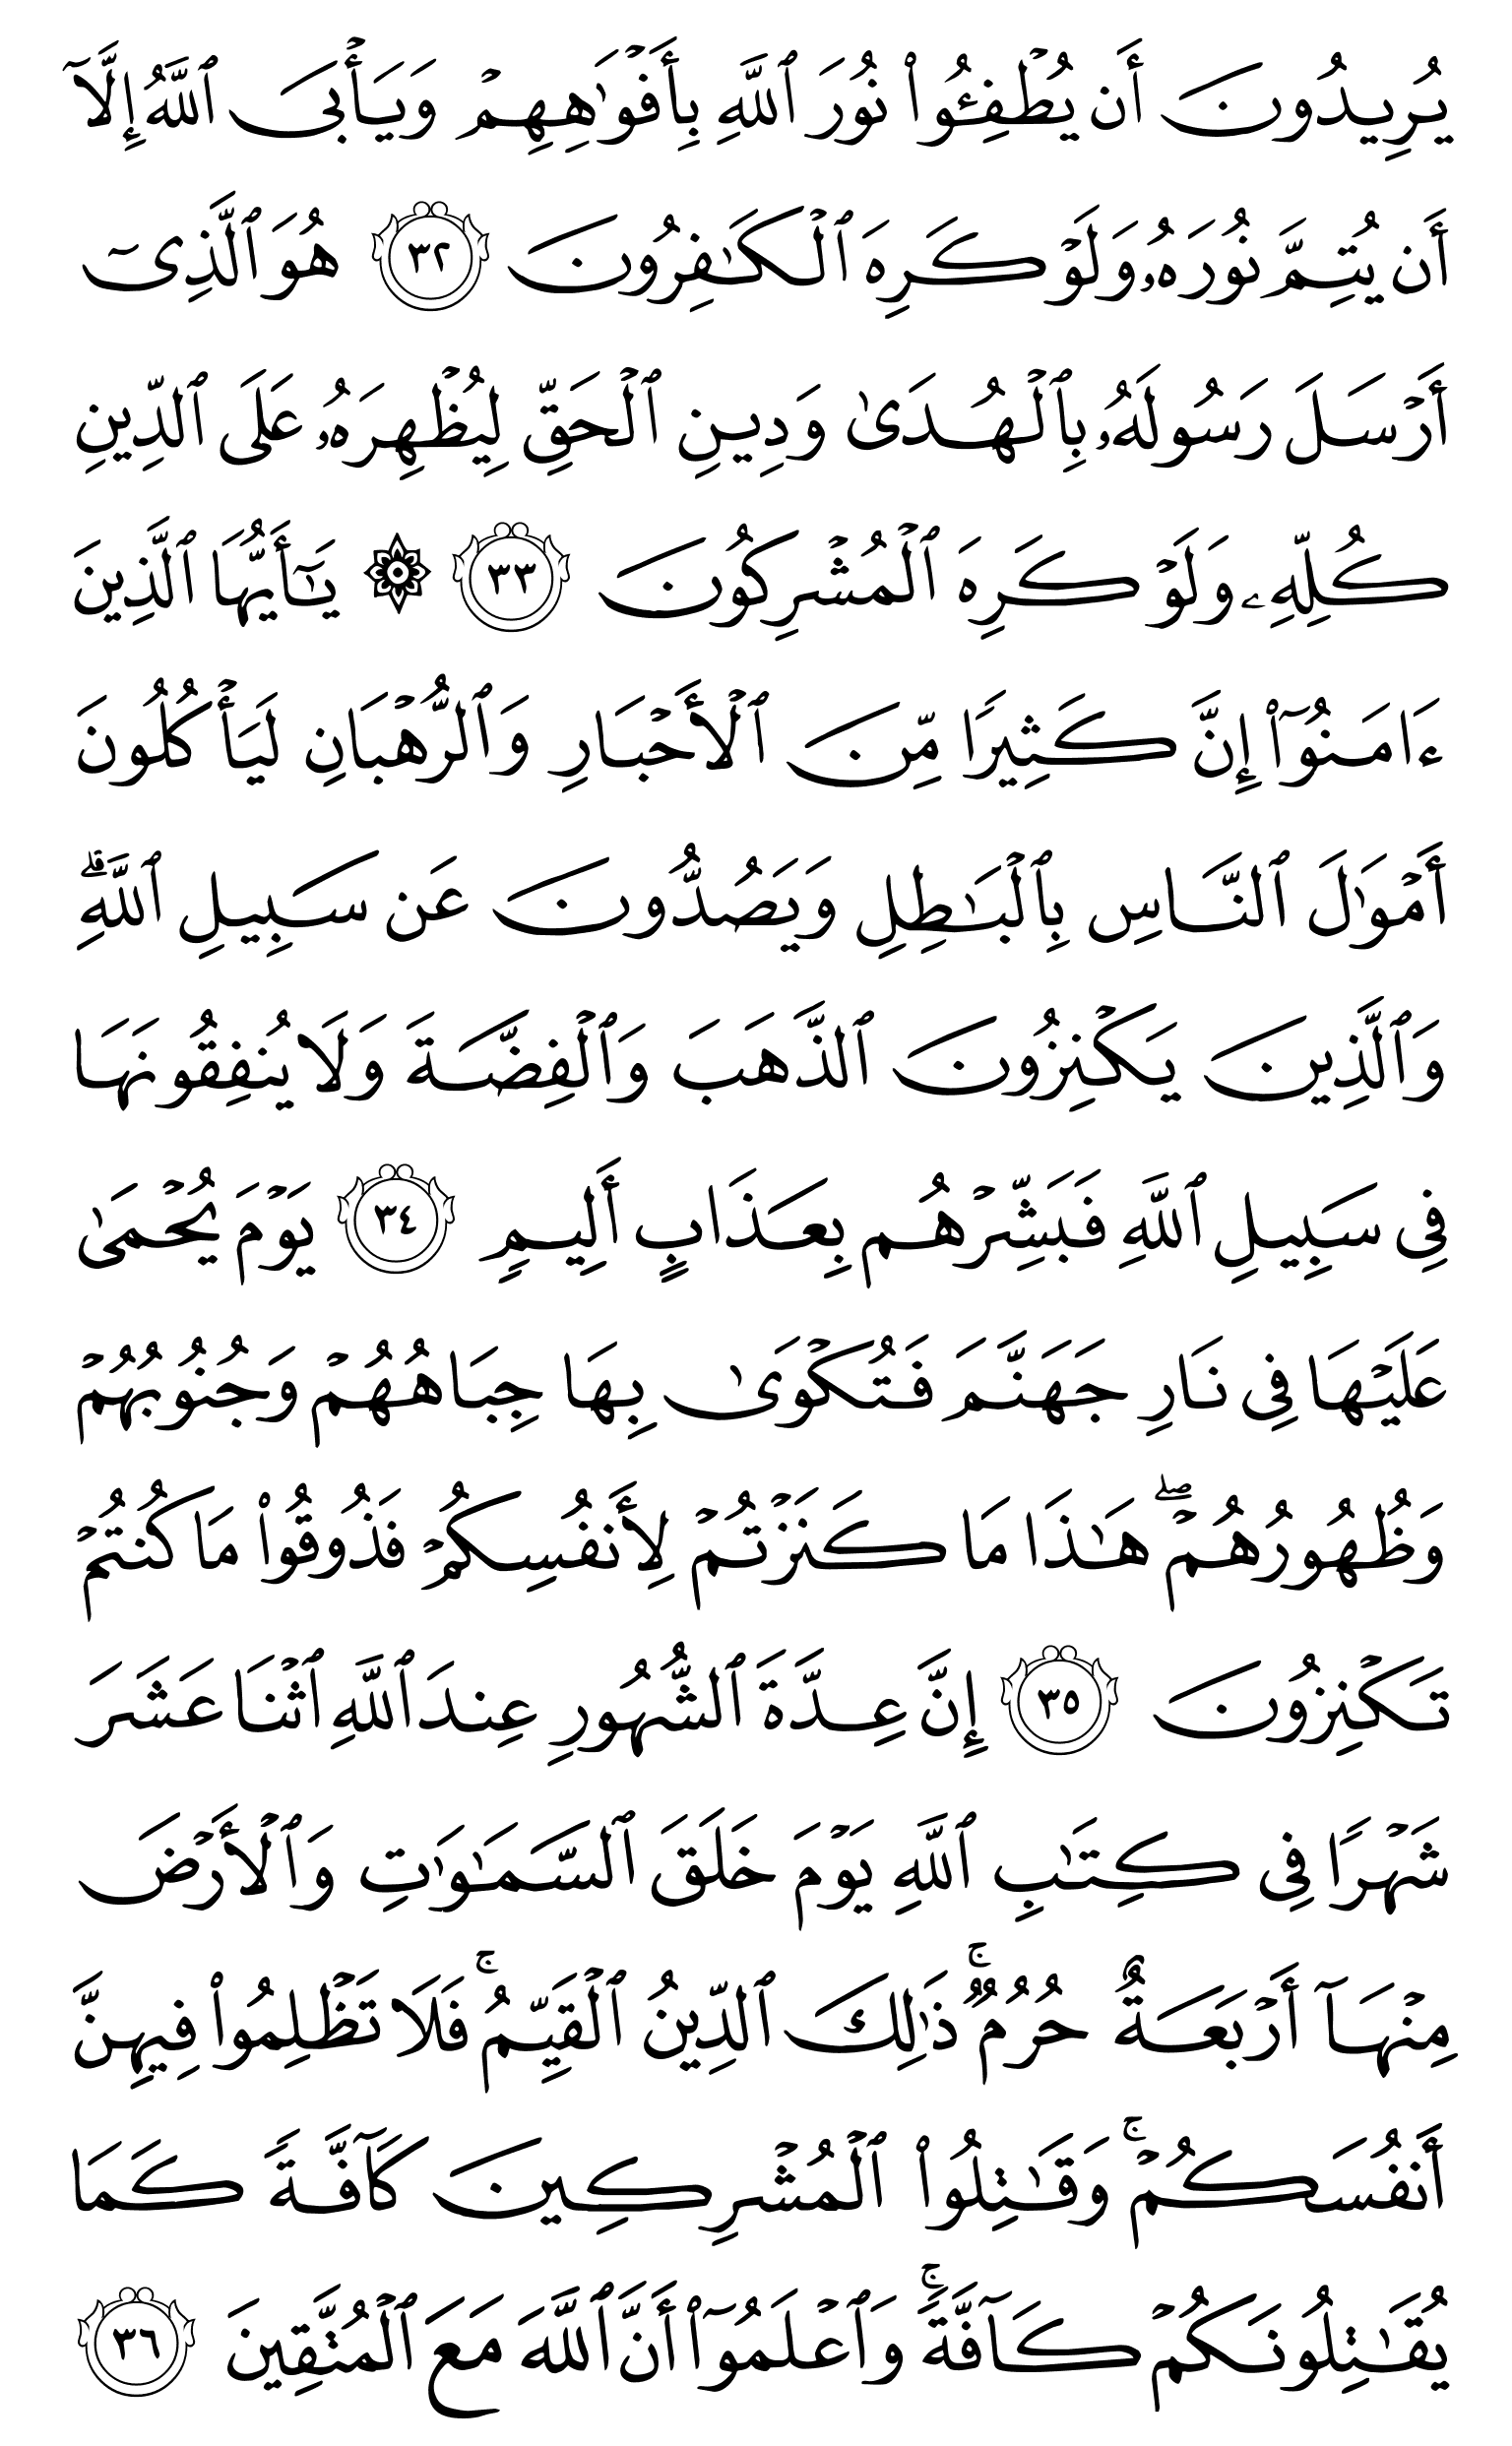 يُرِيدُونَ أَن يُطۡفِـُٔواْ نُورَ ٱللَّهِ بِأَفۡوَٰهِهِمۡ وَيَأۡبَى ٱللَّهُ إِلَّآ
أَن يُتِمَّ نُورَهُۥ وَلَوۡ كَرِهَ ٱلۡكَٰفِرُونَ ٣٢ هُوَ ٱلَّذِىٓ
أَرۡسَلَ رَسُولَهُۥ بِٱلۡهُدَىٰ وَدِينِ ٱلۡحَقِّ لِيُظۡهِرَهُۥ عَلَى ٱلدِّينِ
كُلِّهِۦ وَلَوۡ كَرِهَ ٱلۡمُشۡرِكُونَ ٣٣ ۞ يَٰٓأَيُّهَا ٱلَّذِينَ
ءَامَنُوٓاْ إِنَّ كَثِيرًا مِّنَ ٱلۡأَحۡبَارِ وَٱلرُّهۡبَانِ لَيَأۡكُلُونَ
أَمۡوَٰلَ ٱلنَّاسِ بِٱلۡبَٰطِلِ وَيَصُدُّونَ عَن سَبِيلِ ٱللَّهِۗ
وَٱلَّذِينَ يَكۡنِزُونَ ٱلذَّهَبَ وَٱلۡفِضَّةَ وَلَا يُنفِقُونَهَا
فِى سَبِيلِ ٱللَّهِ فَبَشِّرۡهُم بِعَذَابٍ أَلِيمٍ ٣٤ يَوۡمَ يُحۡمَىٰ
عَلَيۡهَا فِى نَارِ جَهَنَّمَ فَتُكۡوَىٰ بِهَا جِبَاهُهُمۡ وَجُنُوبُهُمۡ
وَظُهُورُهُمۡۖ هَٰذَا مَا كَنَزۡتُمۡ لِأَنفُسِكُمۡ فَذُوقُواْ مَا كُنتُمۡ
تَكۡنِزُونَ ٣٥ إِنَّ عِدَّةَ ٱلشُّهُورِ عِندَ ٱللَّهِ ٱثۡنَا عَشَرَ
شَهۡرًا فِى كِتَٰبِ ٱللَّهِ يَوۡمَ خَلَقَ ٱلسَّمَٰوَٰتِ وَٱلۡأَرۡضَ
مِنۡهَآ أَرۡبَعَةٌ حُرُمٌۚ ذَٰلِكَ ٱلدِّينُ ٱلۡقَيِّمُۚ فَلَا تَظۡلِمُواْ فِيهِنَّ
أَنفُسَكُمۡۚ وَقَٰتِلُواْ ٱلۡمُشۡرِكِينَ كَآفَّةً كَمَا
يُقَٰتِلُونَكُمۡ كَآفَّةًۚ وَٱعۡلَمُوٓاْ أَنَّ ٱللَّهَ مَعَ ٱلۡمُتَّقِينَ ٣٦